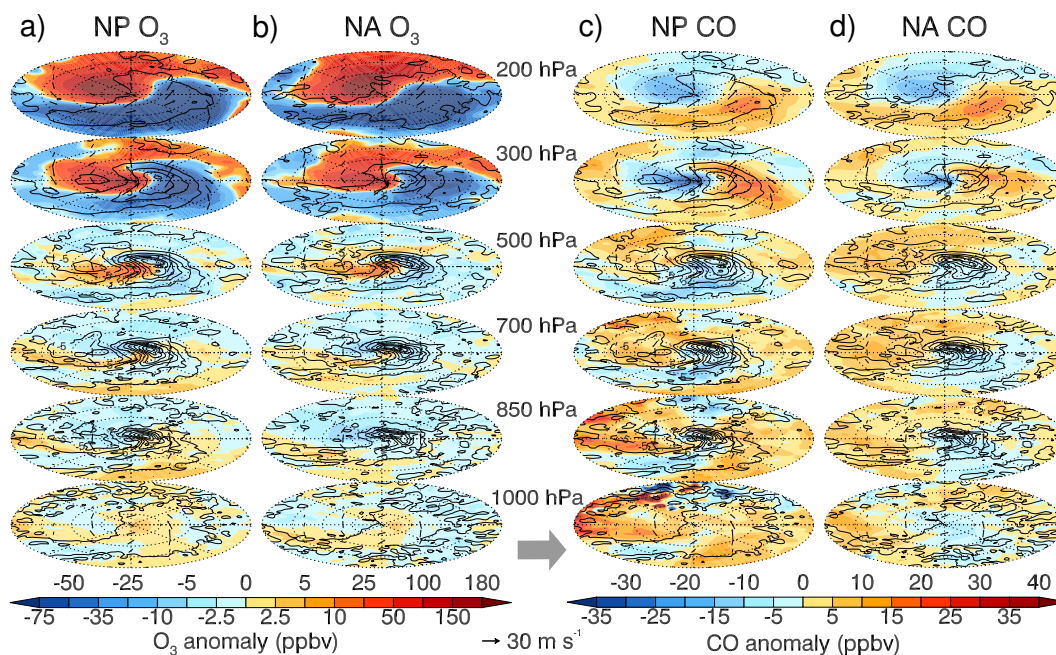 a) NP O₃ b) NA O₃ c) NP CO d) NA CO
200 hPa
300 hPa
500 hPa
700 hPa
850 hPa
1000 hPa
-50 -25 -5 0 5 25 100 180
-75 -35 -10 -2.5 2.5 10 50 150
O₃ anomaly (ppbv)
→ 30 m s⁻¹
-30 -20 -10 0 10 20 30 40
-35 -25 -15 -5 5 15 25 35
CO anomaly (ppbv)